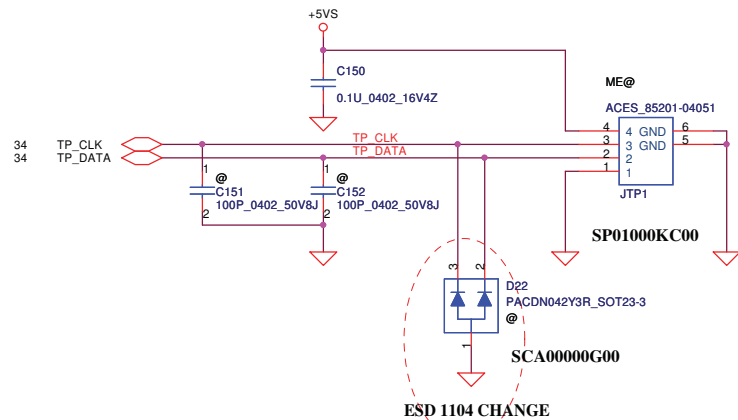 +5VS
C150
0.1U_0402_16V4Z
ME@
ACES_85201-04051
4 4 GND 6
34 TP_CLK TP_CLK 3 3 GND 5
34 TP_DATA TP_DATA 2 2
1 1
JTP1
1 @ 1 @
C151 C152
100P_0402_50V8J 100P_0402_50V8J
2 2
SP01000KC00
3 2
D22
PACDN042Y3R_SOT23-3
@
1
SCA00000G00
ESD 1104 CHANGE